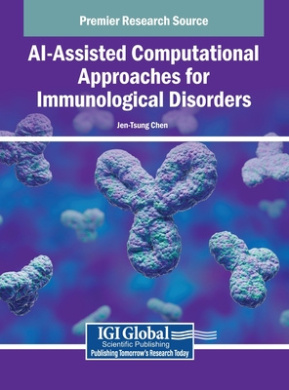 Premier Research Source
AI-Assisted Computational
Approaches for
Immunological Disorders
Jen-Tsung Chen
IGI Global
Scientific Publishing
Publishing Tomorrow's Research Today